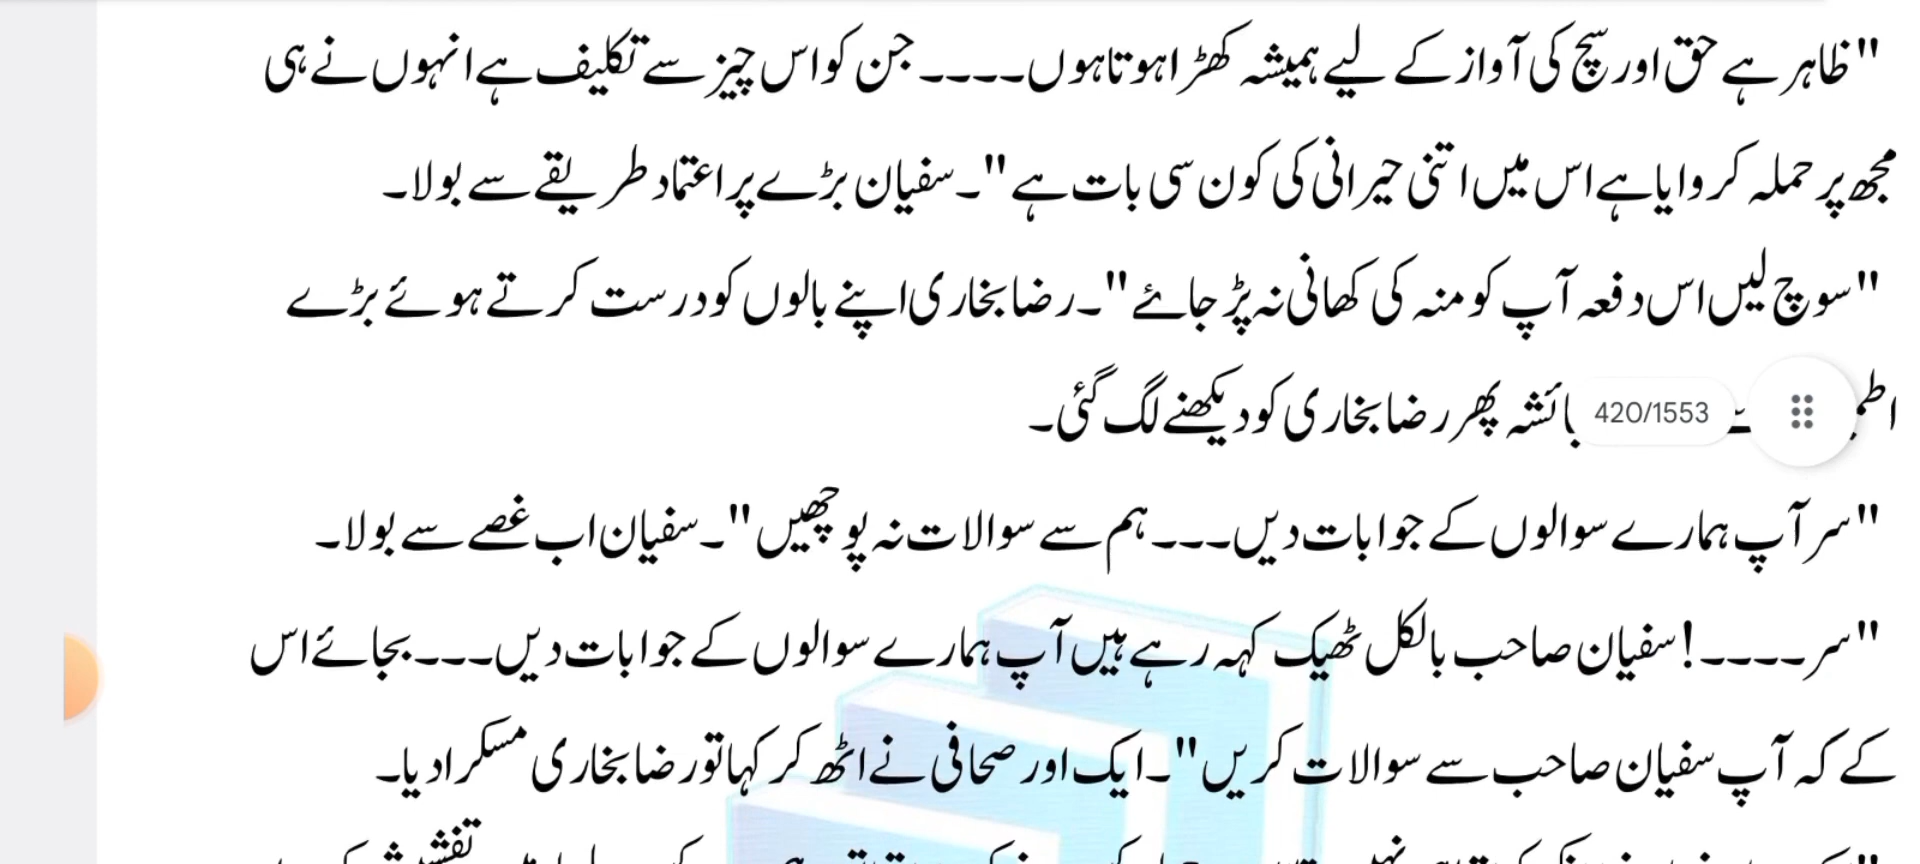 "ظاہر ہے حق اور سچ کی آواز کے لیے ہمیشہ کھڑا ہوتا ہوں۔۔۔۔ جن کو اس چیز سے تکلیف ہے انہوں نے ہی
مجھ پر حملہ کروایا ہے اس میں اتنی حیرانی کی کون سی بات ہے"۔ سفیان بڑے پر اعتماد طریقے سے بولا۔
"سوچ لیں اس دفعہ آپ کو منہ کی کھانی نہ پڑ جائے"۔ رضا بخاری اپنے بالوں کو درست کرتے ہوئے بڑے
420/1553 پھر رضا بخاری کو دیکھنے لگ گئی۔
"سر آپ ہمارے سوالوں کے جوابات دیں۔۔۔ ہم سے سوالات نہ پوچھیں"۔ سفیان اب غصے سے بولا۔
"سر۔۔۔۔! سفیان صاحب بالکل ٹھیک کہہ رہے ہیں آپ ہمارے سوالوں کے جوابات دیں۔۔۔ بجائے اس
کے کہ آپ سفیان صاحب سے سوالات کریں"۔ ایک اور صحافی نے اٹھ کر کہا تو رضا بخاری مسکرا دیا۔